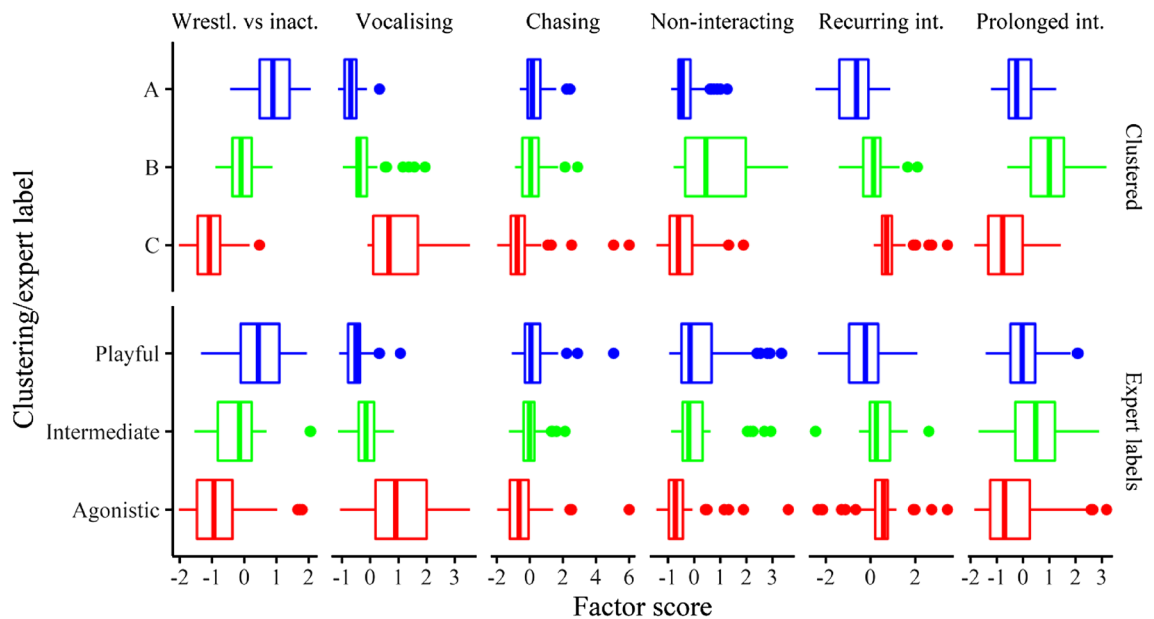 Wrestl. vs inact. Vocalising Chasing Non-interacting Recurring int. Prolonged int.
Clustering/expert label
A
B
C
Clustered
Playful
Intermediate
Agonistic
Expert labels
-2 -1 0 1 2 -1 0 1 2 3 -2 0 2 4 6 -1 0 1 2 3 -2 0 2 -2 -1 0 1 2 3
Factor score